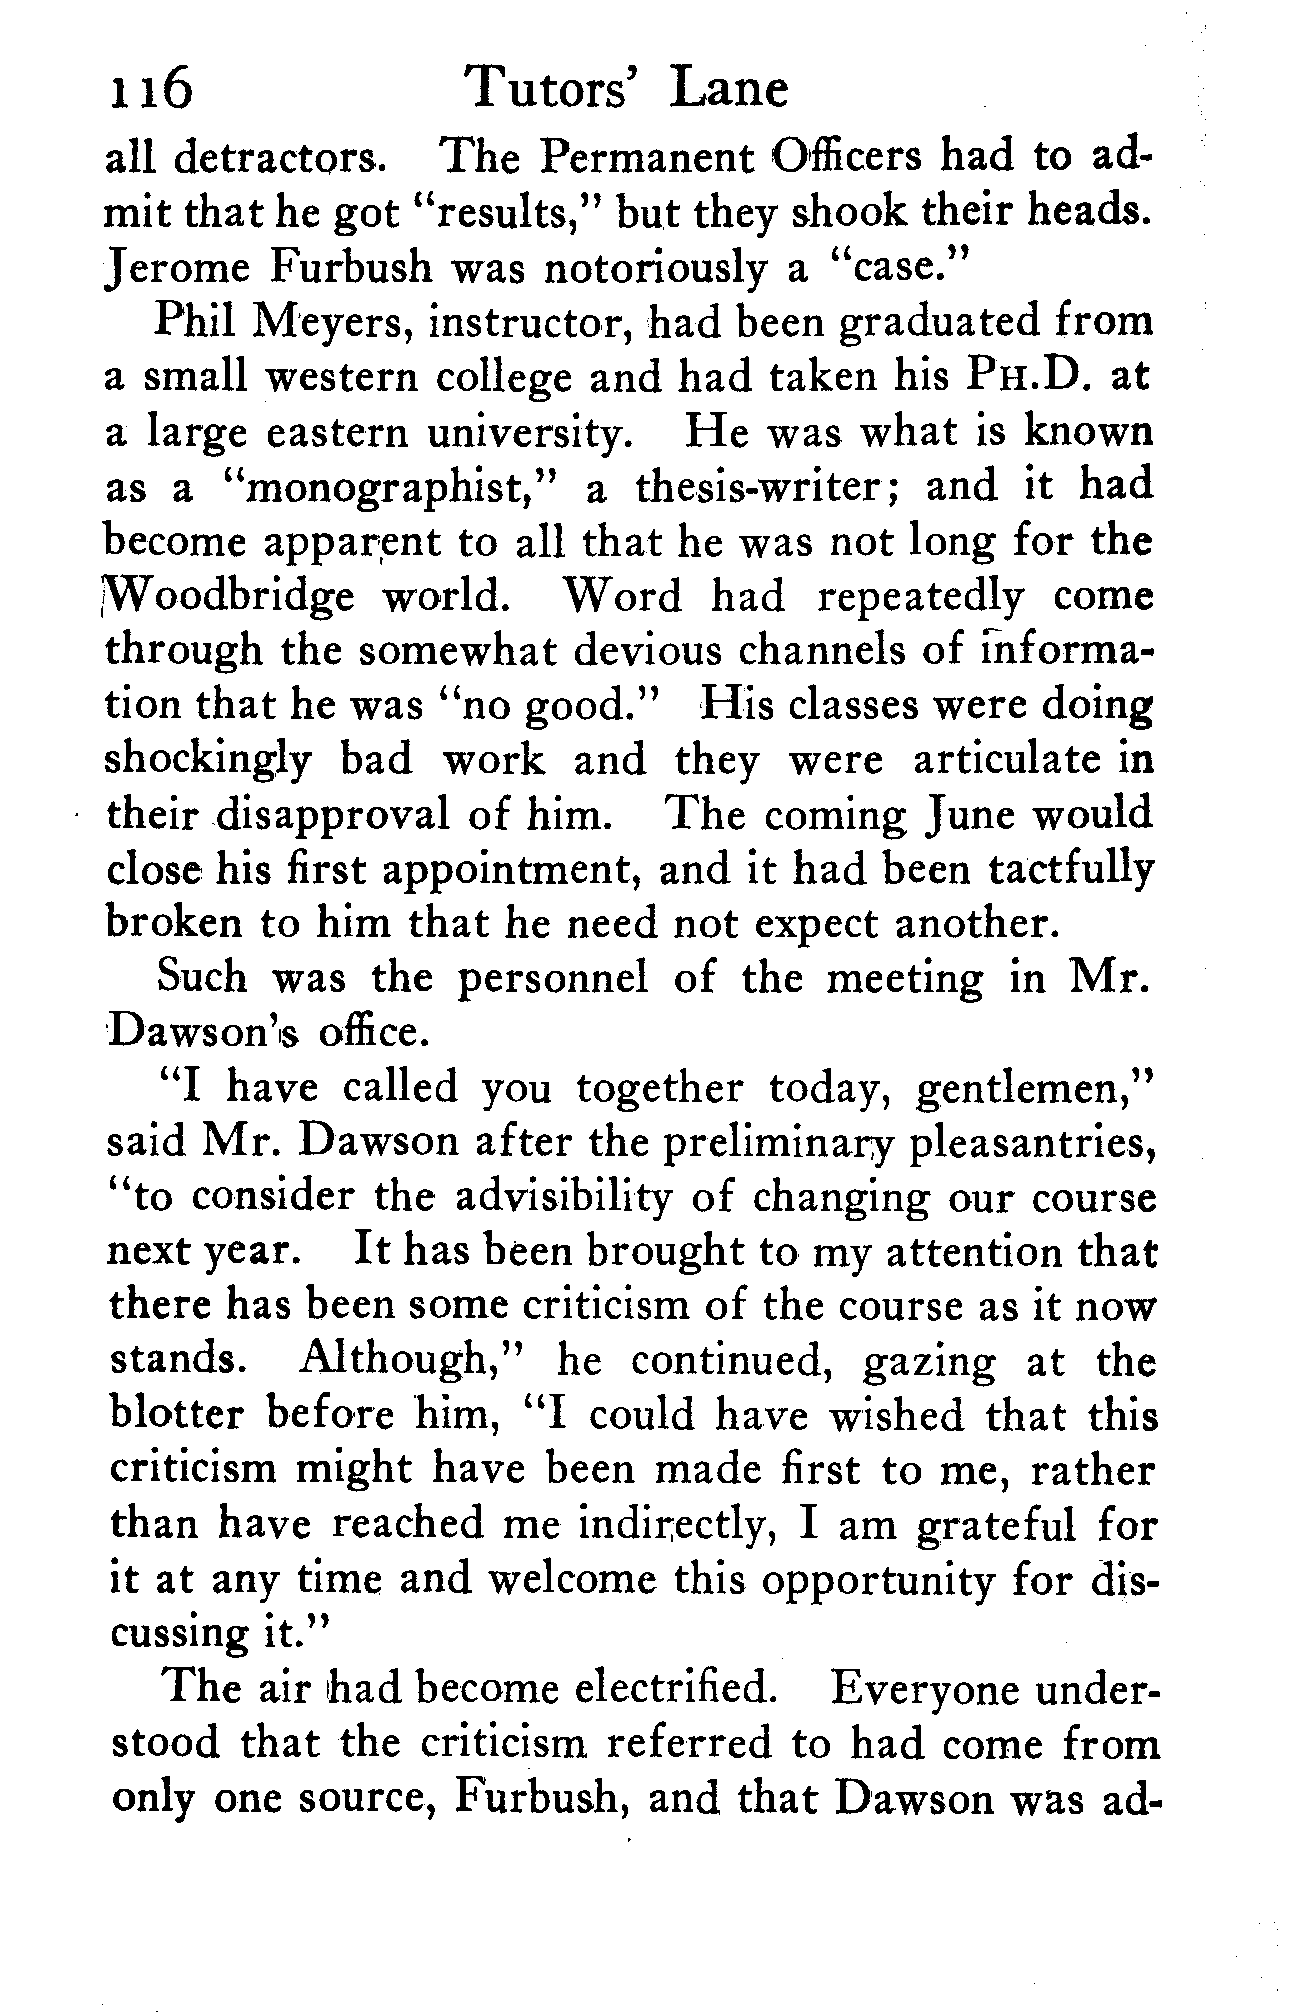 116 Tutors’ Lane
all detractors. The Permanent Officers had to ad-
mit that he got “results,” but they shook their heads.
Jerome Furbush was notoriously a “case.”
Phil Meyers, instructor, had been graduated from
a small western college and had taken his PH.D. at
a large eastern university. He was what is known
as a “monographist,” a thesis-writer; and it had
become apparent to all that he was not long for the
Woodbridge world. Word had repeatedly come
through the somewhat devious channels of informa-
tion that he was “no good.” His classes were doing
shockingly bad work and they were articulate in
their disapproval of him. The coming June would
close his first appointment, and it had been tactfully
broken to him that he need not expect another.
Such was the personnel of the meeting in Mr.
Dawson’s office.
“I have called you together today, gentlemen,”
said Mr. Dawson after the preliminary pleasantries,
“to consider the advisibility of changing our course
next year. It has been brought to my attention that
there has been some criticism of the course as it now
stands. Although,” he continued, gazing at the
blotter before him, “I could have wished that this
criticism might have been made first to me, rather
than have reached me indirectly, I am grateful for
it at any time and welcome this opportunity for dis-
cussing it.”
The air had become electrified. Everyone under-
stood that the criticism referred to had come from
only one source, Furbush, and that Dawson was ad-